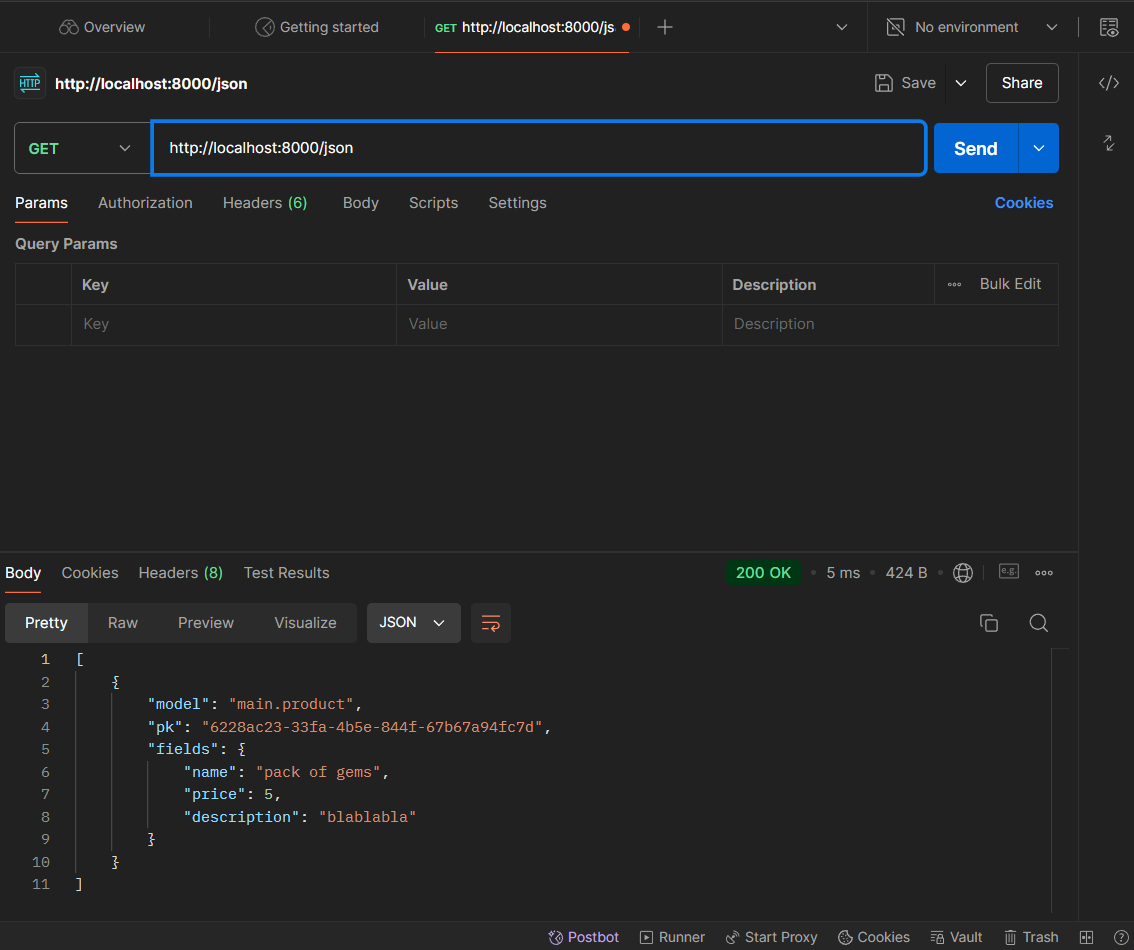 Overview Getting started GET http://localhost:8000/js No environment
HTTP http://localhost:8000/json Save Share
GET http://localhost:8000/json Send
Params Authorization Headers (6) Body Scripts Settings Cookies
Query Params
Key Value Description Bulk Edit
Key Value Description
Body Cookies Headers (8) Test Results 200 OK 5 ms 424 B e.g.
Pretty Raw Preview Visualize JSON
1 [
2 {
3 "model": "main.product",
4 "pk": "6228ac23-33fa-4b5e-844f-67b67a94fc7d",
5 "fields": {
6 "name": "pack of gems",
7 "price": 5,
8 "description": "blablabla"
9 }
10 }
11 ]
Postbot Runner Start Proxy Cookies Vault Trash